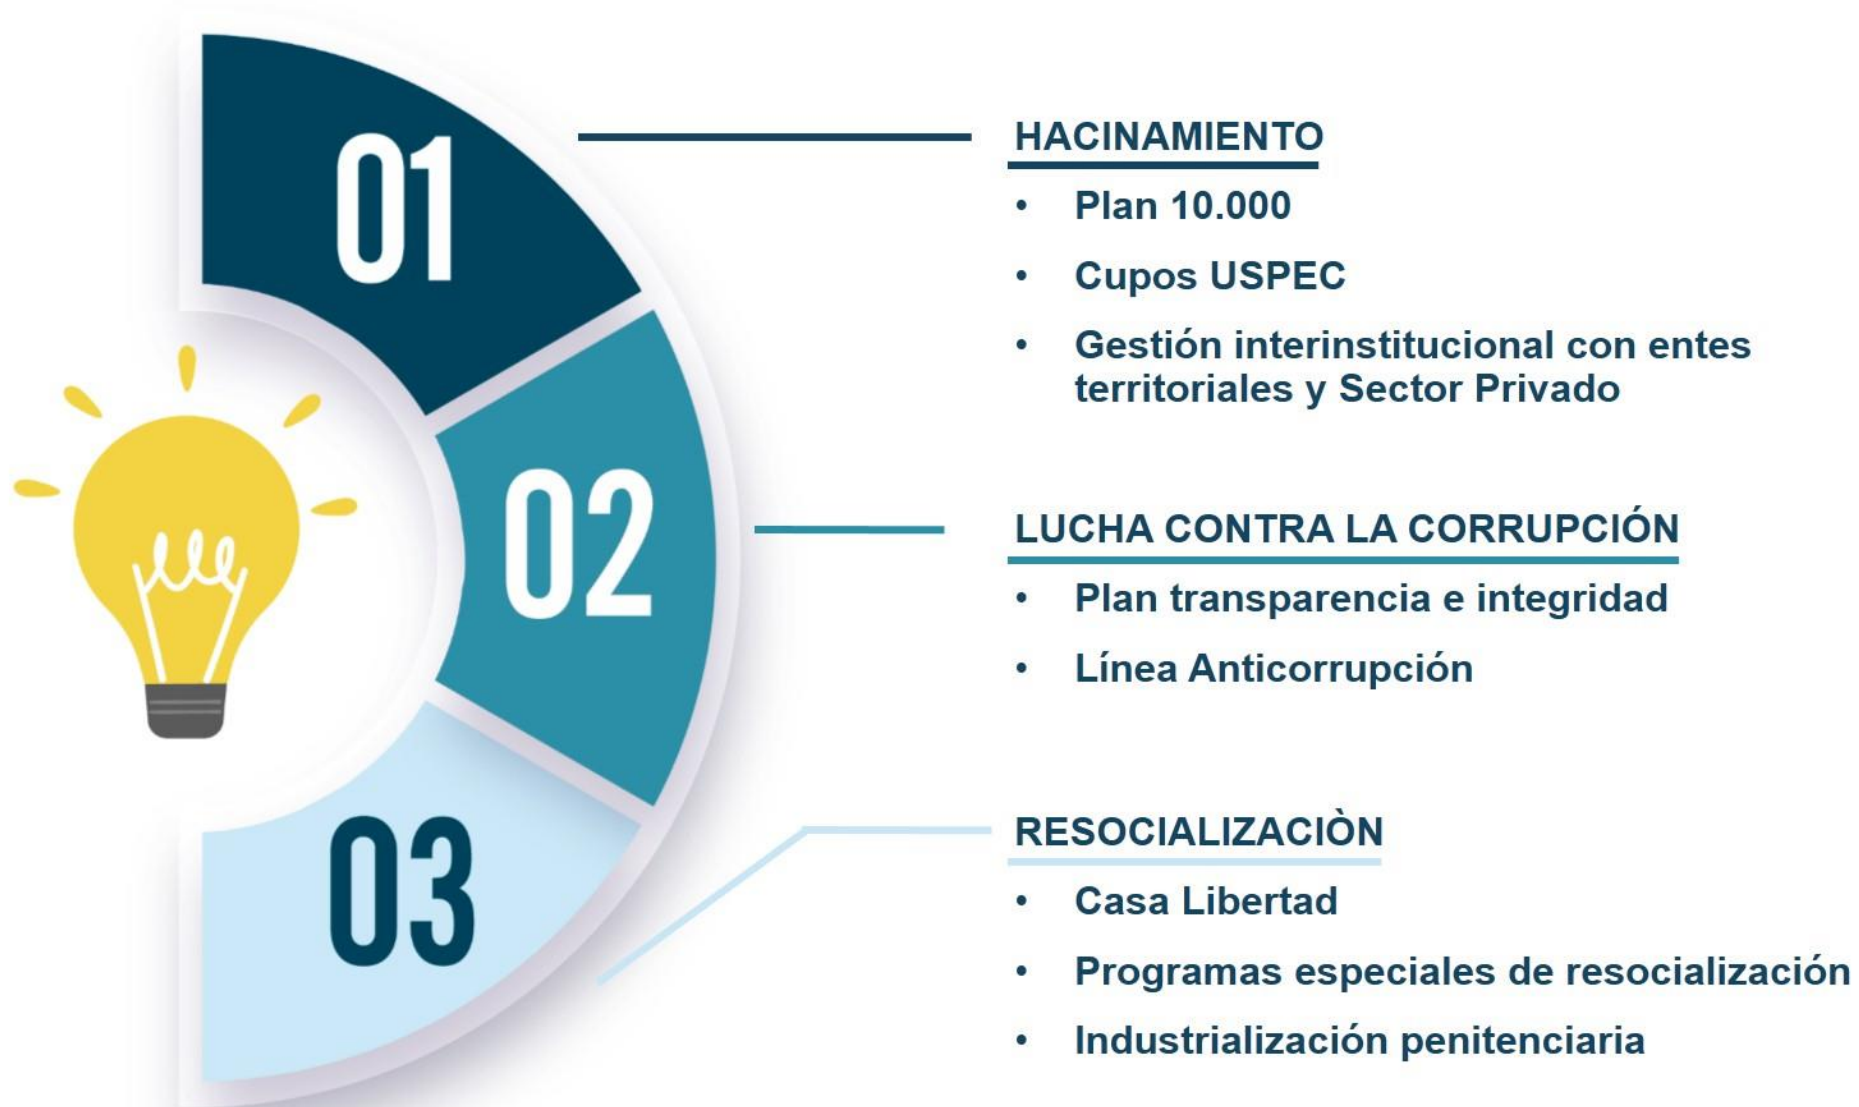 01
HACINAMIENTO
• Plan 10.000
• Cupos USPEC
• Gestión interinstitucional con entes
territoriales y Sector Privado
02
LUCHA CONTRA LA CORRUPCIÓN
• Plan transparencia e integridad
• Línea Anticorrupción
03
RESOCIALIZACIÒN
• Casa Libertad
• Programas especiales de resocialización
• Industrialización penitenciaria